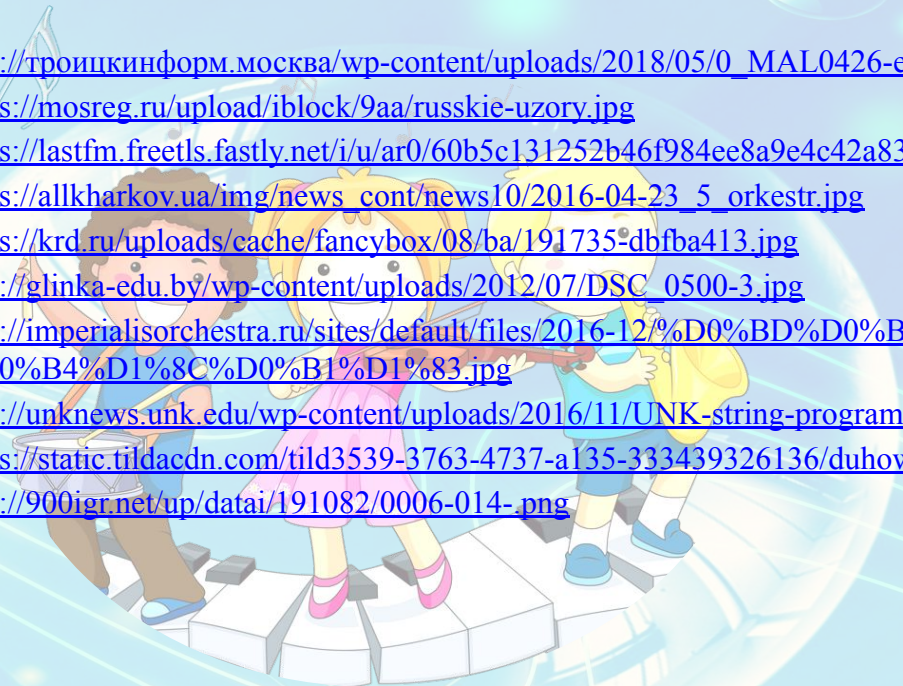 ://троицкинформ.москва/wp-content/uploads/2018/05/0_MAL0426-e
s://mosreg.ru/upload/iblock/9aa/russkie-uzory.jpg
s://lastfm.freetls.fastly.net/i/u/ar0/60b5c131252b46f984ee8a9e4c42a83
s://allkharkov.ua/img/news_cont/news10/2016-04-23_5_orkestr.jpg
s://krd.ru/uploads/cache/fancybox/08/ba/191735-dbfba413.jpg
://glinka-edu.by/wp-content/uploads/2012/07/DSC_0500-3.jpg
://imperialisorchestra.ru/sites/default/files/2016-12/%D0%BD%D0%B
0%B4%D1%8C%D0%B1%D1%83.jpg
://unknews.unk.edu/wp-content/uploads/2016/11/UNK-string-program
s://static.tildacdn.com/tild3539-3763-4737-a135-333439326136/duhov
://900igr.net/up/datai/191082/0006-014-.png